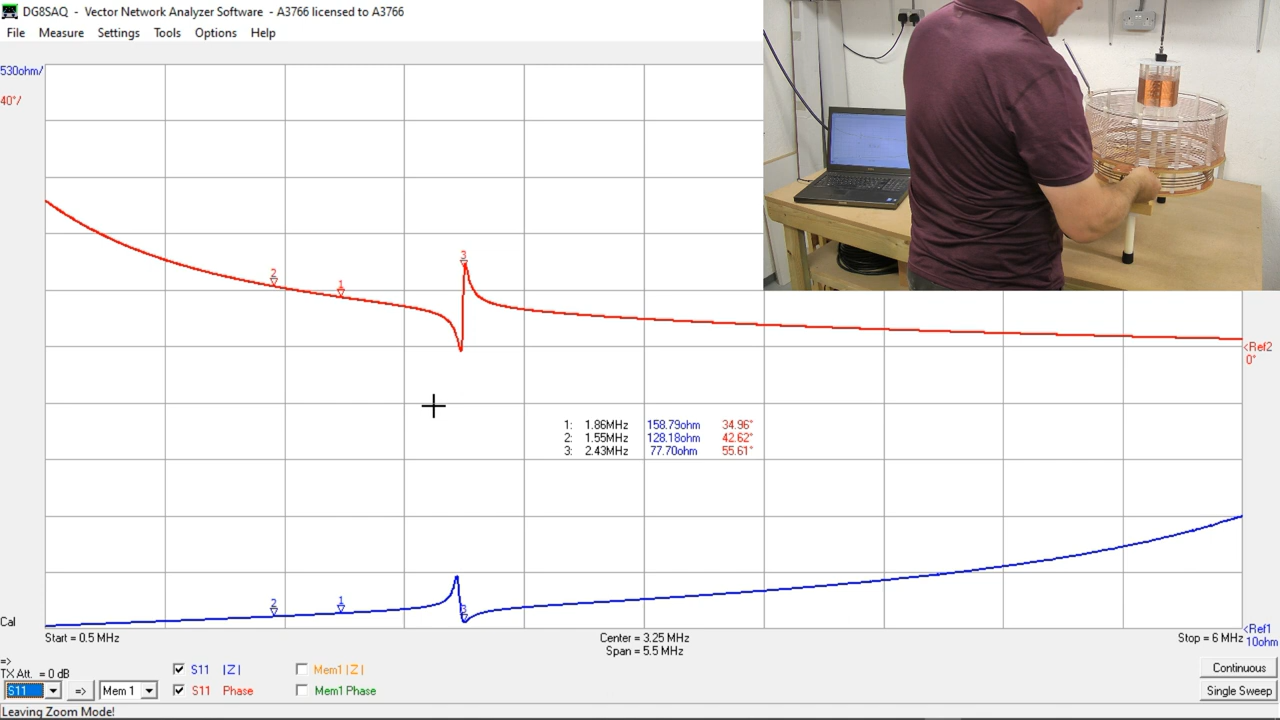 DG8SAQ - Vector Network Analyzer Software - A3766 licensed to A3766
File Measure Settings Tools Options Help
530ohm/
40°/
3
2
1
<Ref2
0°
1: 1.86MHz 158.79ohm 34.96°
2: 1.55MHz 128.18ohm 42.62°
3: 2.43MHz 77.70ohm 55.61°
2
1
3
Cal
<Ref1
10ohm
Start = 0.5 MHz Center = 3.25 MHz Stop = 6 MHz
Span = 5.5 MHz
=>
TX Att. = 0 dB
S11 |Z| Mem1 |Z| Continuous
S11 => Mem 1 S11 Phase Mem1 Phase Single Sweep
Leaving Zoom Mode!